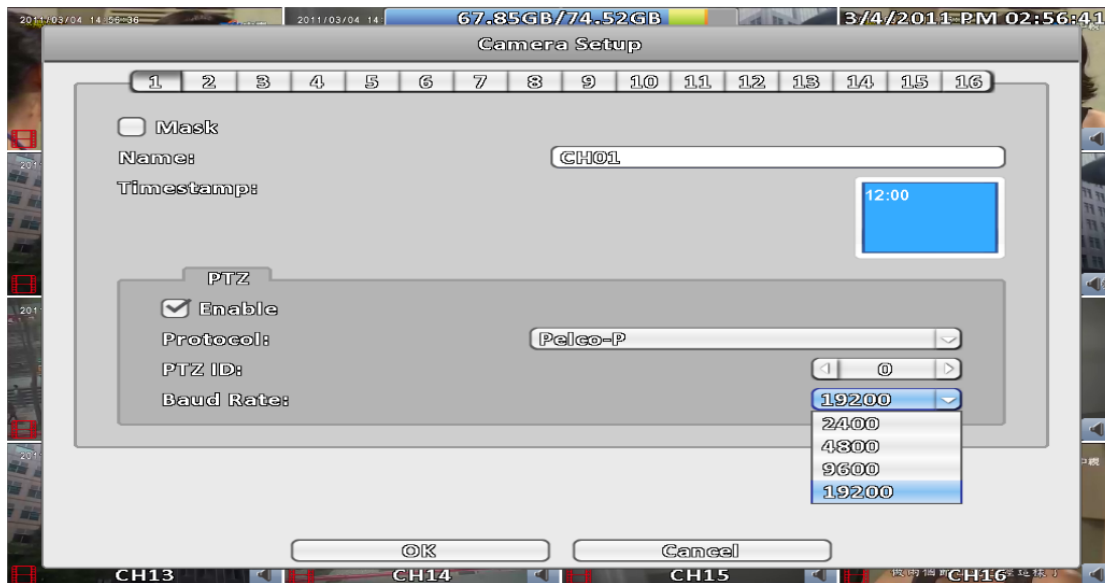 2011/03/04 14:56:36
2011/03/04 14:
67.85GB/74.52GB
3/4/2011 PM 02:56:41
Camera Setup
1 2 3 4 5 6 7 8 9 10 11 12 13 14 15 16
Mask
Name: CH01
Timestamp:
12:00
PTZ
Enable
Protocol: Pelco-P
PTZ ID: 0
Baud Rate: 19200
2400
4800
9600
19200
OK Cancel
CH13 CH14 CH15 CH16